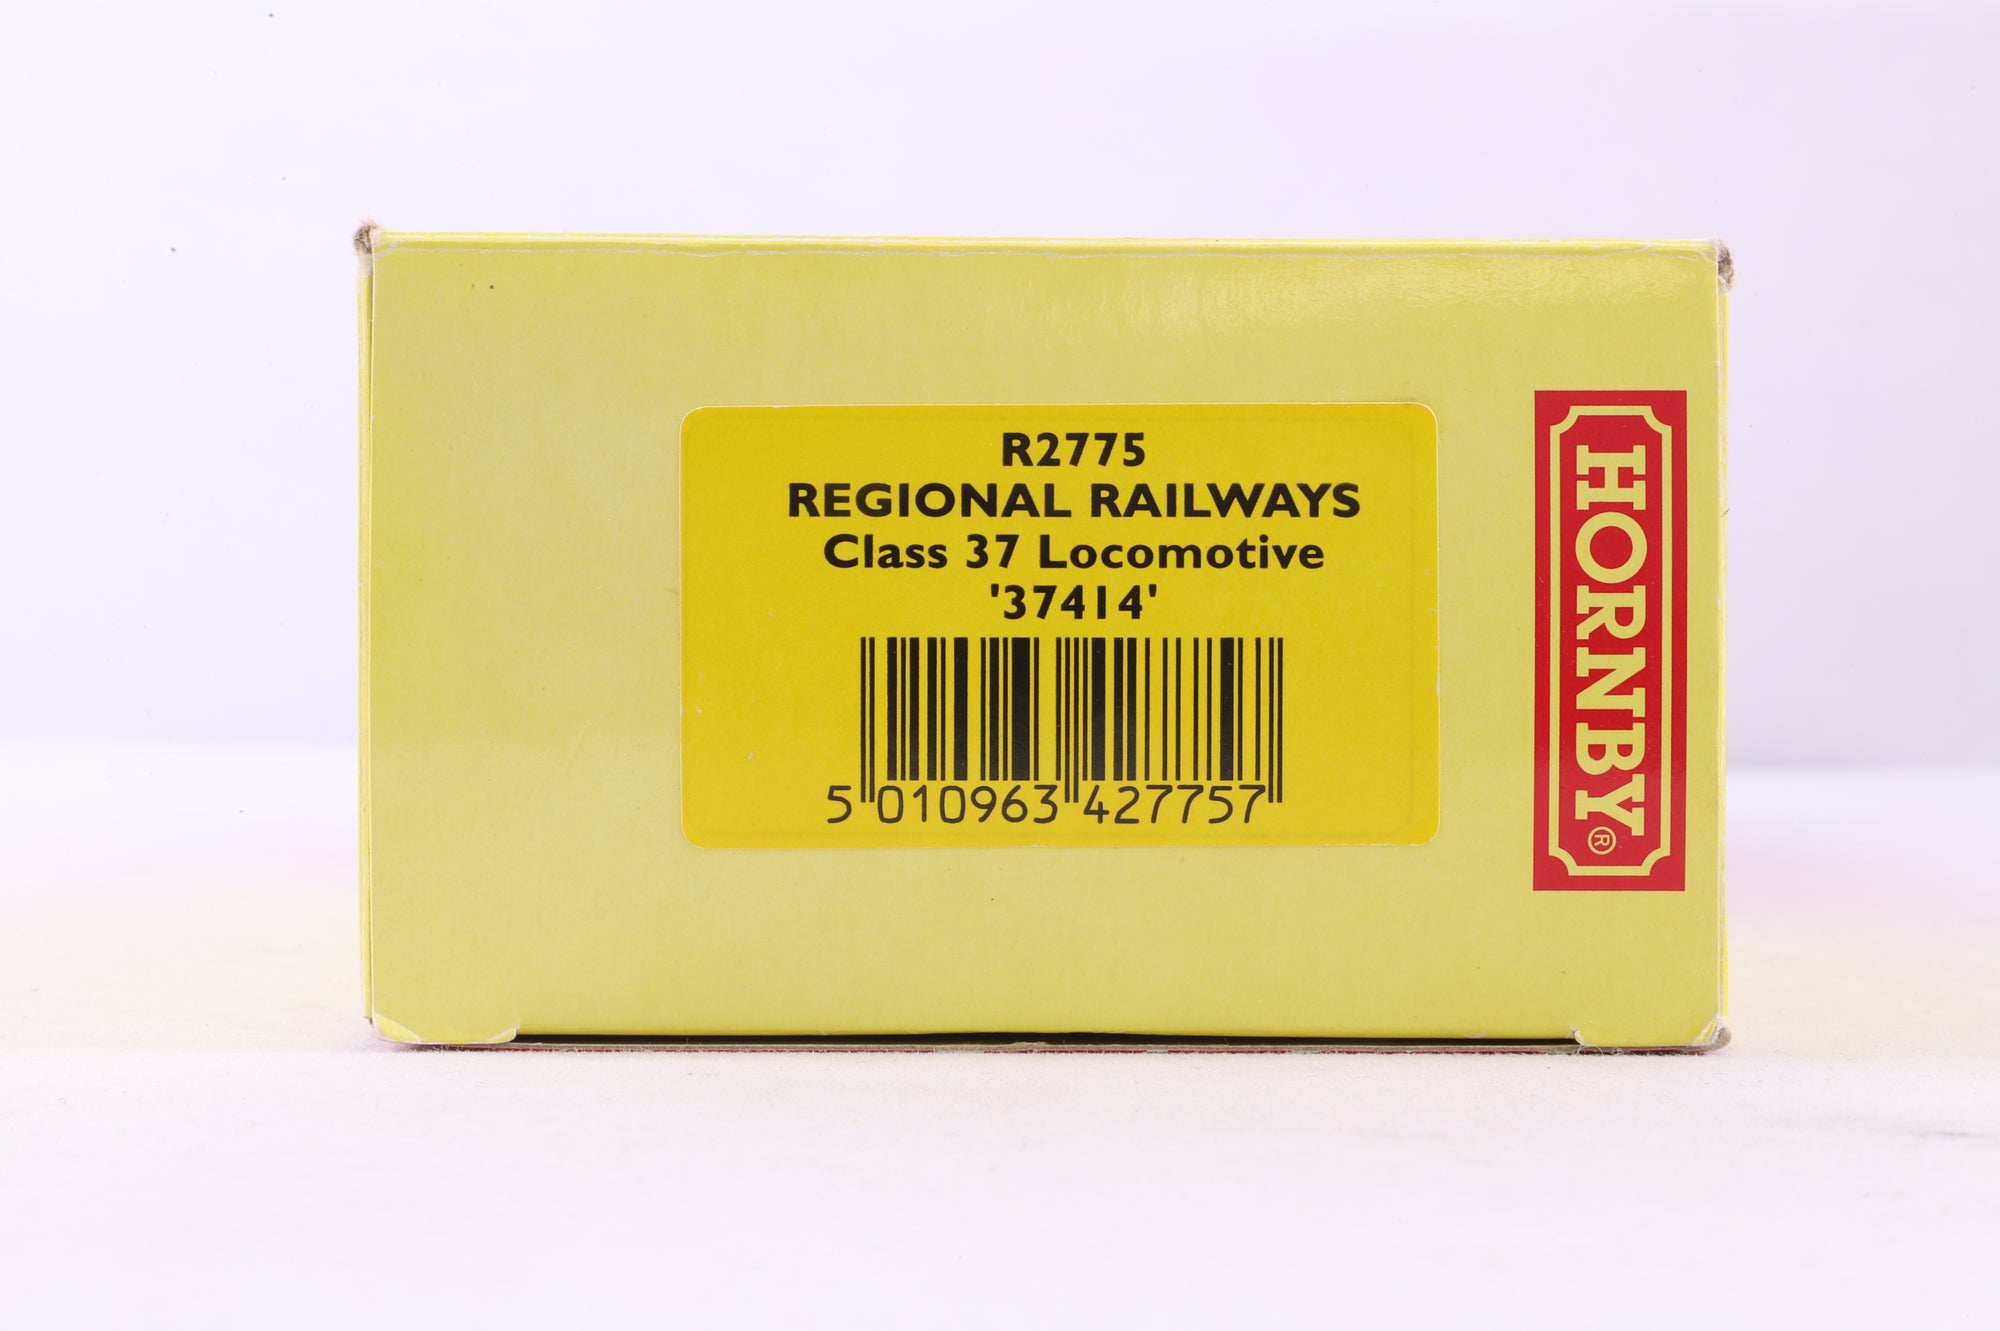 R2775
REGIONAL RAILWAYS
Class 37 Locomotive
'37414'
5 010963 427757
HORNBY®